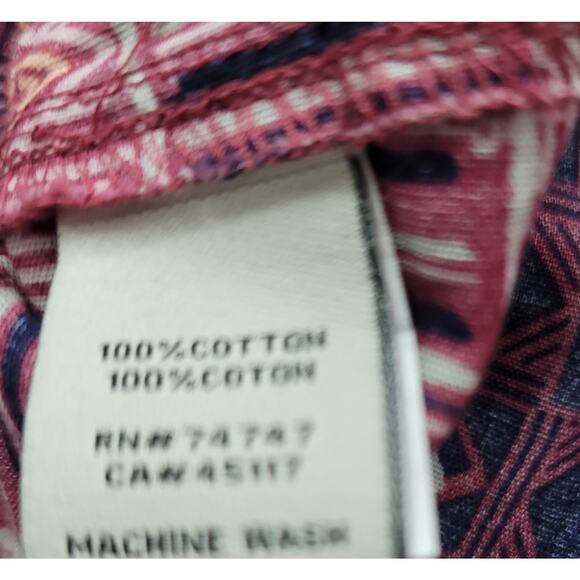 100%COTTON
100%COTON
RN#74747
CA#45117
MACHINE WASH